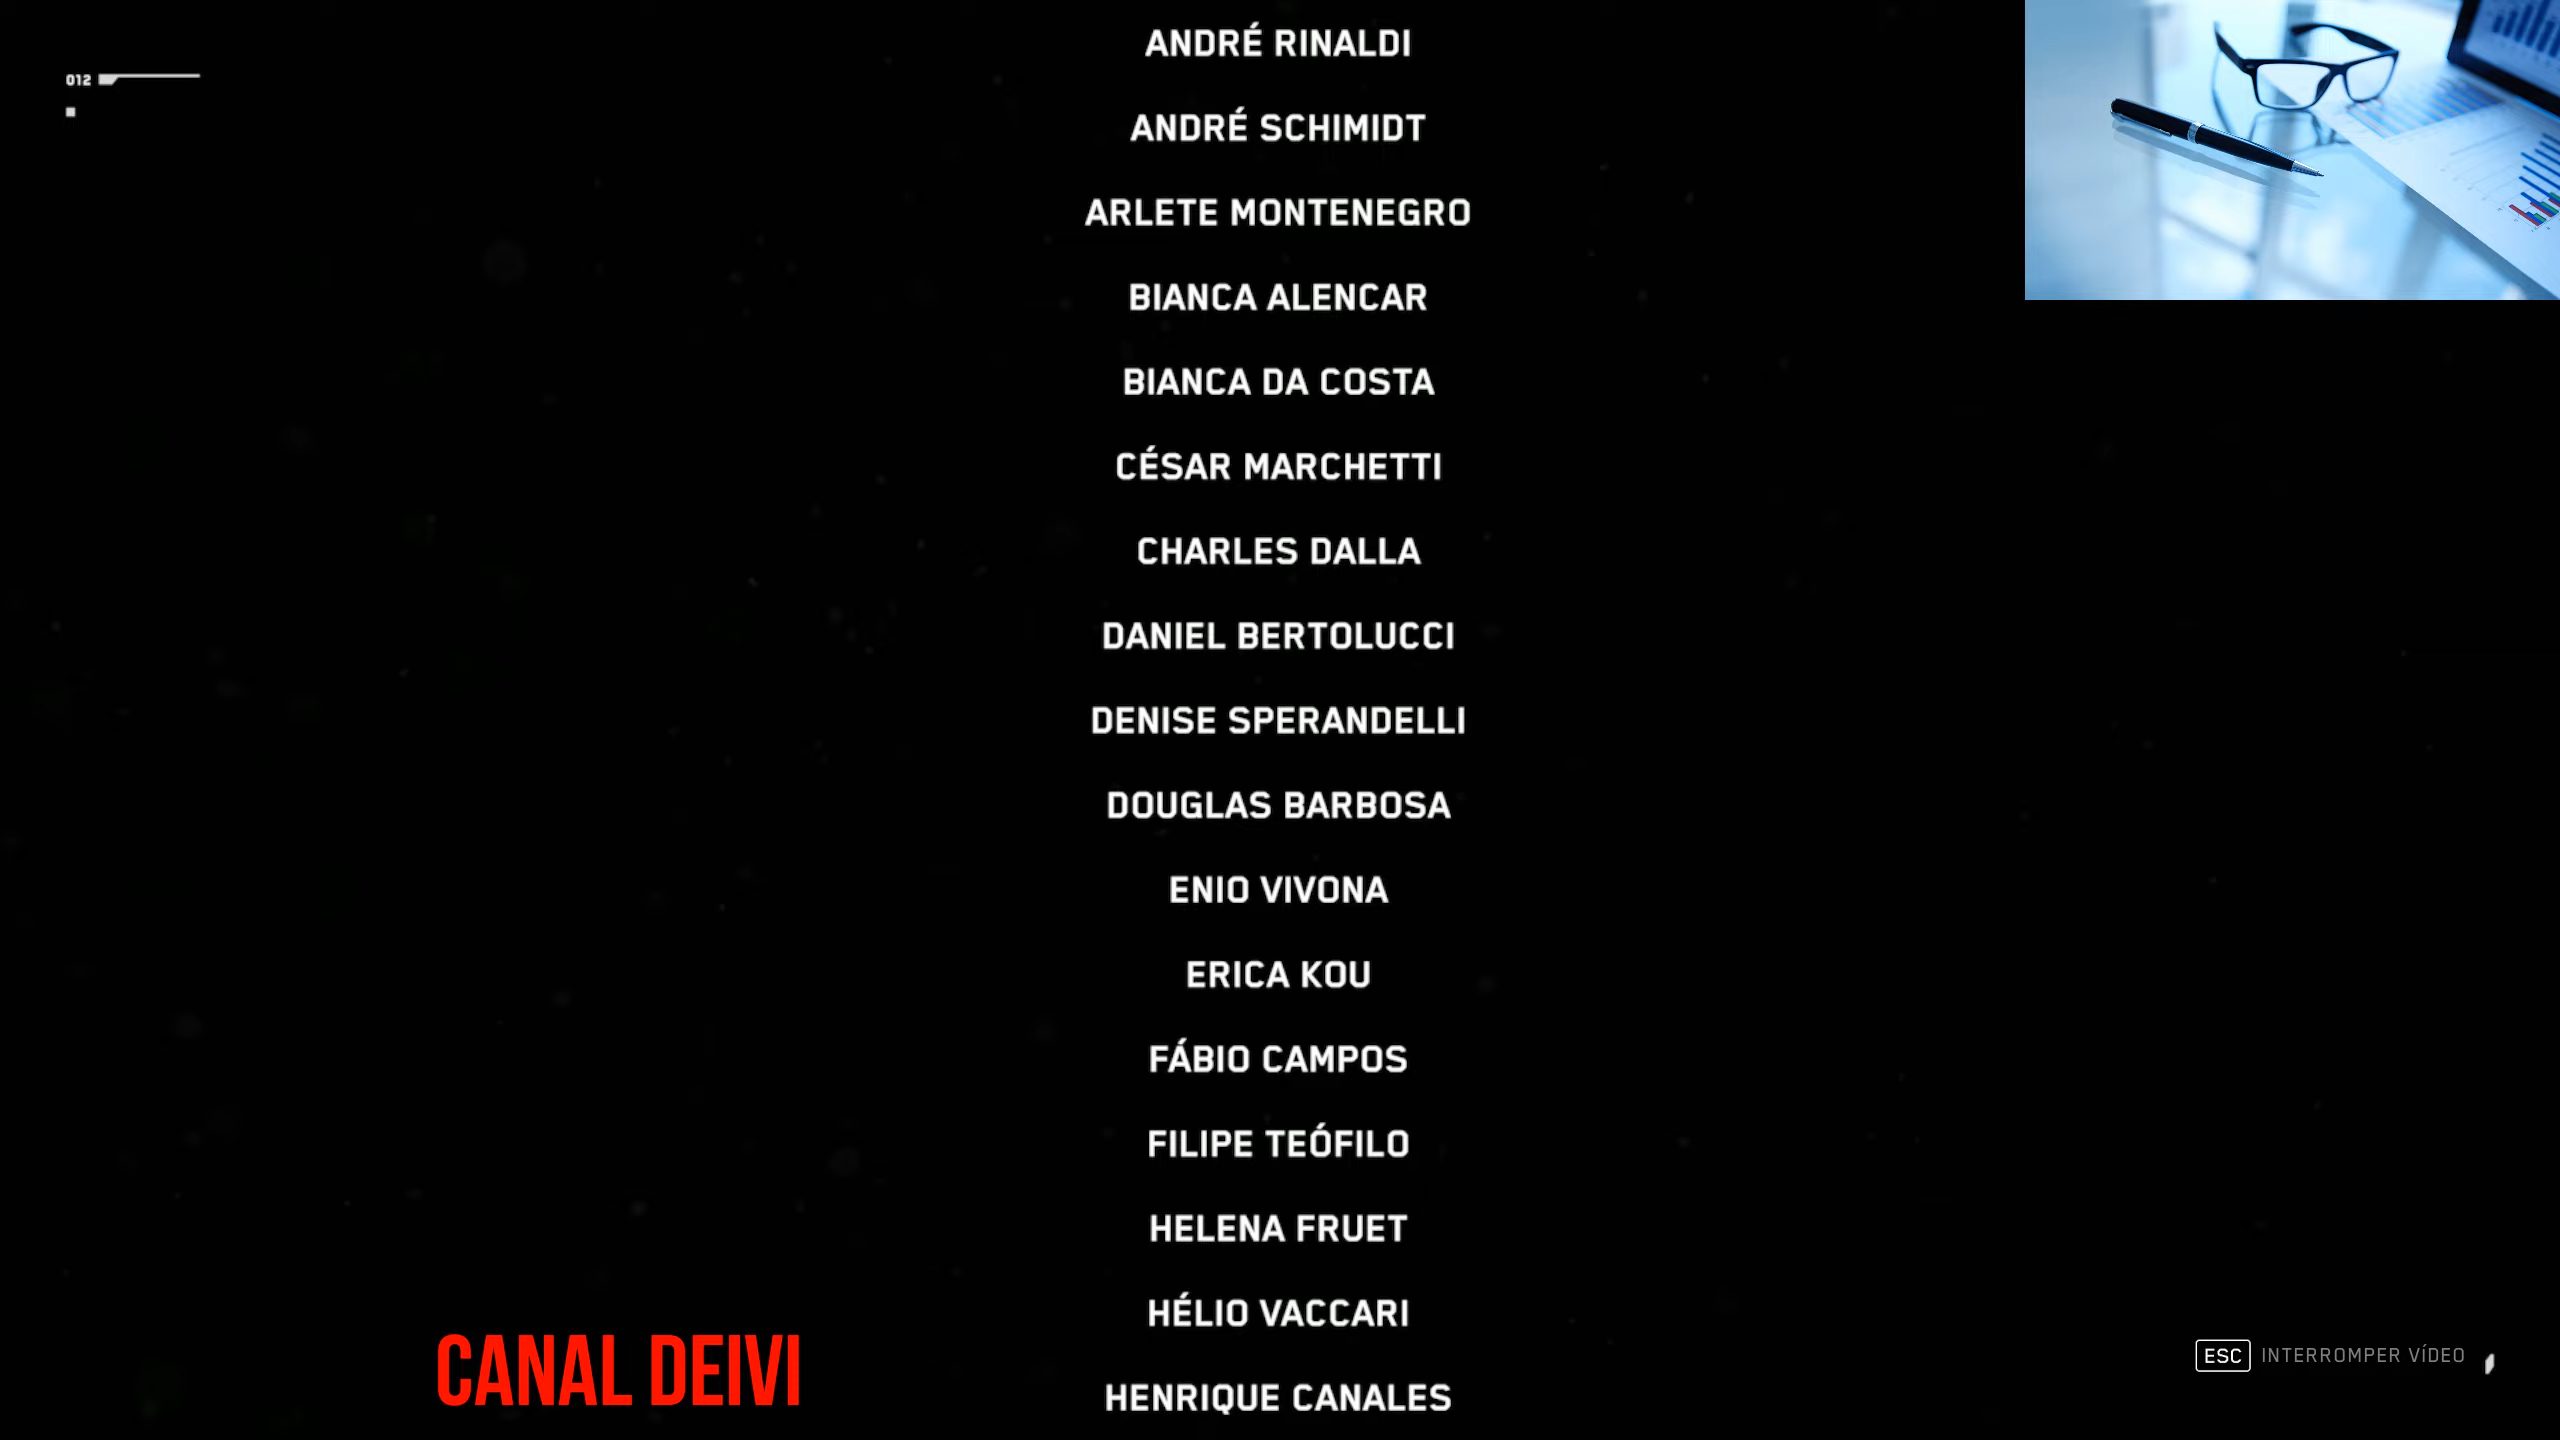 012
ANDRÉ RINALDI
ANDRÉ SCHIMIDT
ARLETE MONTENEGRO
BIANCA ALENCAR
BIANCA DA COSTA
CÉSAR MARCHETTI
CHARLES DALLA
DANIEL BERTOLUCCI
DENISE SPERANDELLI
DOUGLAS BARBOSA
ENIO VIVONA
ERICA KOU
FÁBIO CAMPOS
FILIPE TEÓFILO
HELENA FRUET
HÉLIO VACCARI
HENRIQUE CANALES
CANAL DEIVI
ESC INTERROMPER VÍDEO